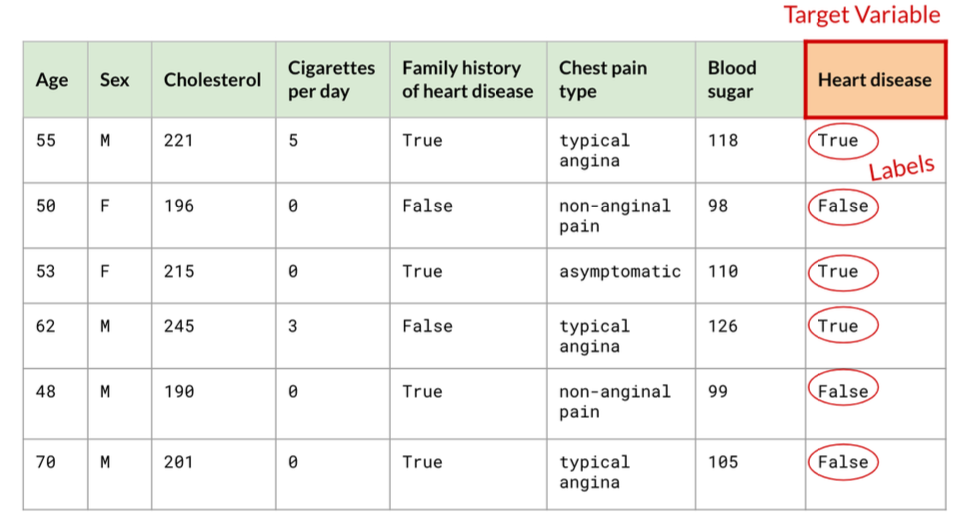 Target Variable
Age Sex Cholesterol Cigarettes per day Family history of heart disease Chest pain type Blood sugar Heart disease
55 M 221 5 True typical angina 118 True
Labels
50 F 196 0 False non-anginal pain 98 False
53 F 215 0 True asymptomatic 110 True
62 M 245 3 False typical angina 126 True
48 M 190 0 True non-anginal pain 99 False
70 M 201 0 True typical angina 105 False